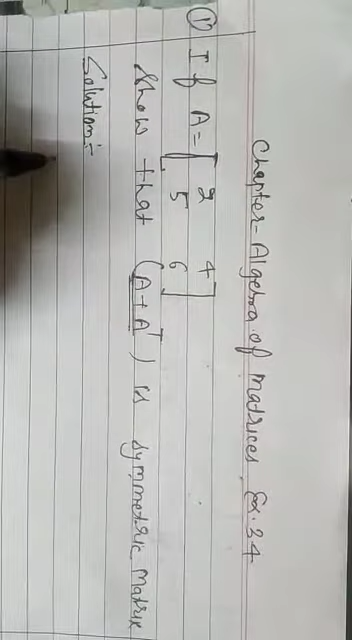 Chapter - Algebra of matrices Ex. 3.4
① If A = [ 2 4
5 6 ]
Show that (A + Aᵀ) is symmetric matrix
Solution:-